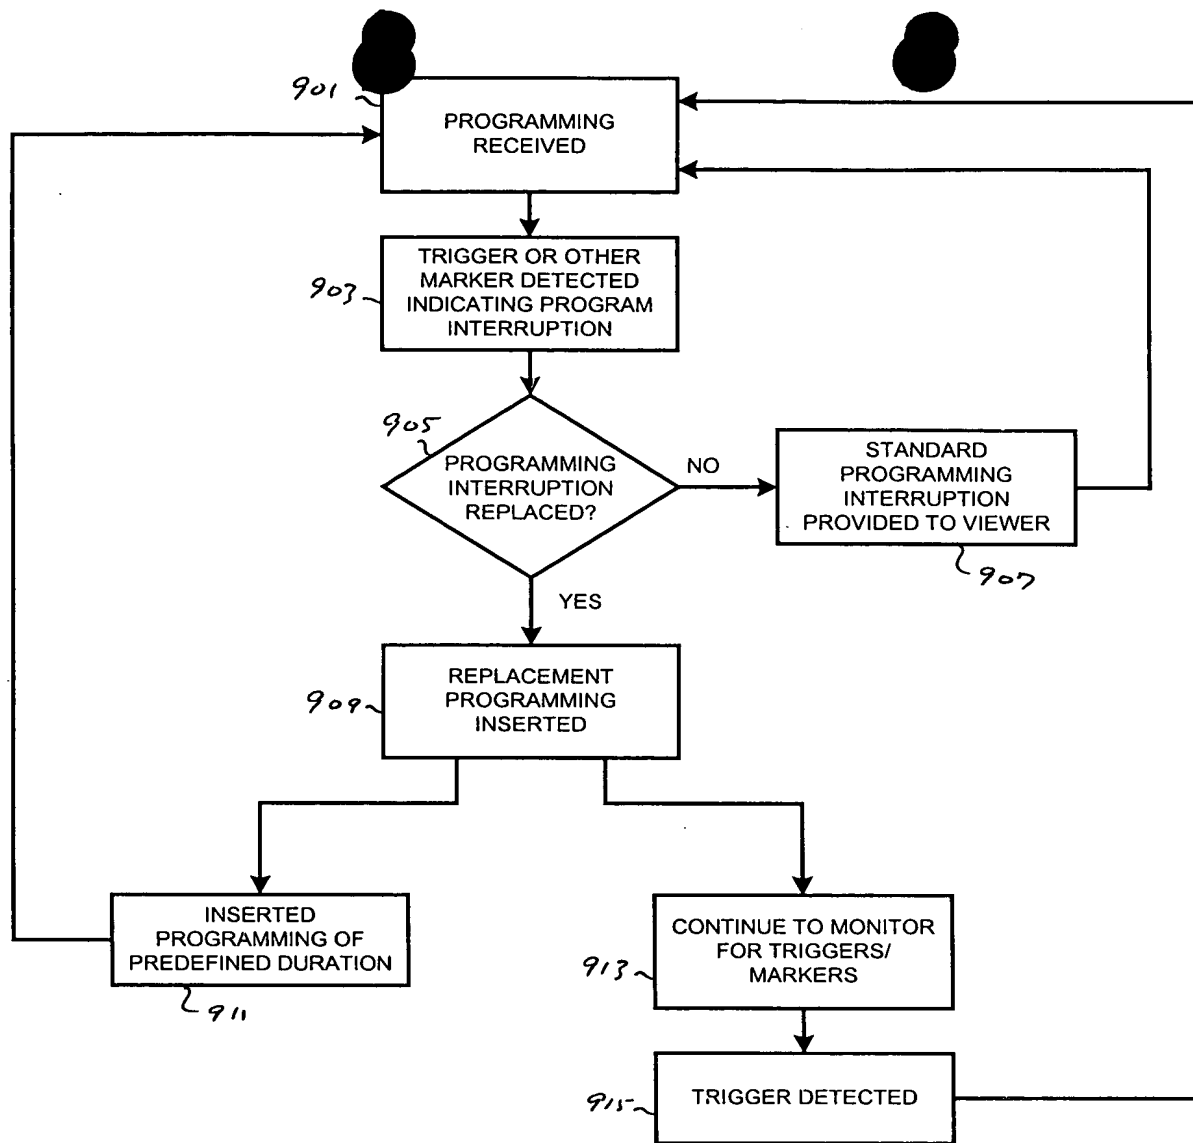 901
PROGRAMMING
RECEIVED
TRIGGER OR OTHER
MARKER DETECTED
INDICATING PROGRAM
INTERRUPTION
903
905
PROGRAMMING
INTERRUPTION
REPLACED?
NO
STANDARD
PROGRAMMING
INTERRUPTION
PROVIDED TO VIEWER
907
YES
REPLACEMENT
PROGRAMMING
INSERTED
909
INSERTED
PROGRAMMING OF
PREDEFINED DURATION
911
CONTINUE TO MONITOR
FOR TRIGGERS/
MARKERS
913
TRIGGER DETECTED
915